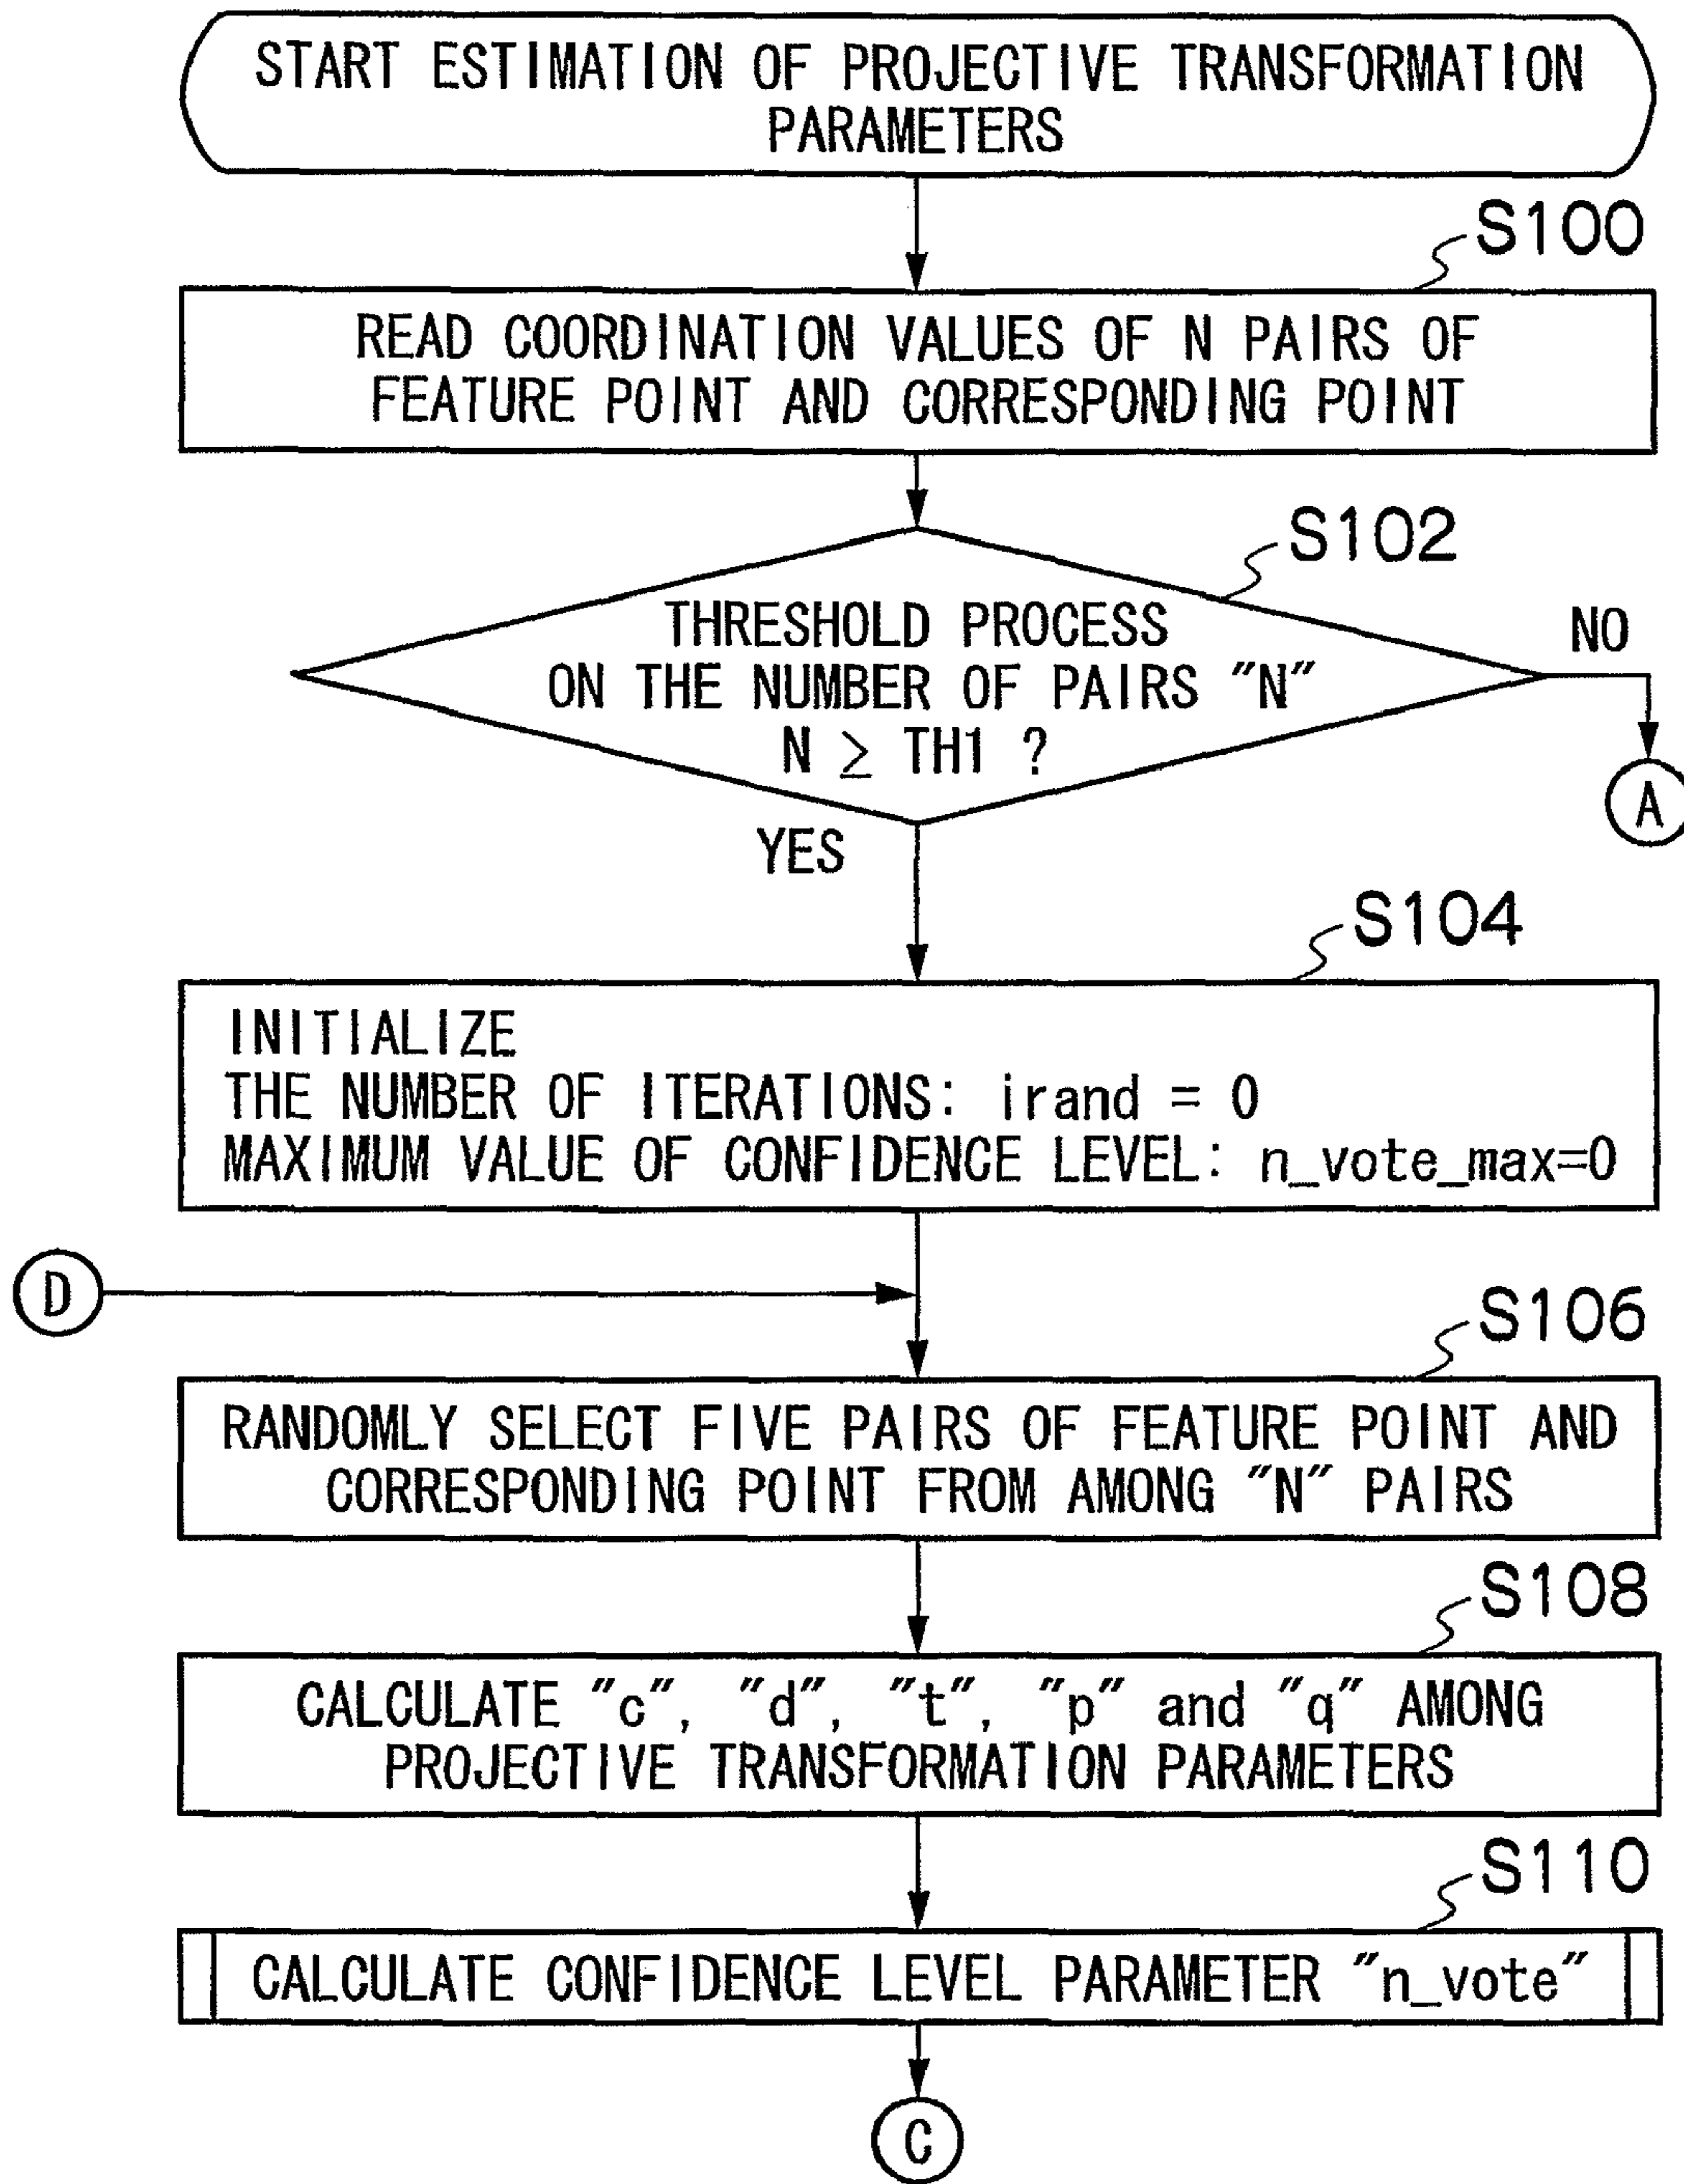 START ESTIMATION OF PROJECTIVE TRANSFORMATION
PARAMETERS
S100
READ COORDINATION VALUES OF N PAIRS OF
FEATURE POINT AND CORRESPONDING POINT
S102
THRESHOLD PROCESS
ON THE NUMBER OF PAIRS "N"
N ≥ TH1 ?
NO
A
YES
S104
INITIALIZE
THE NUMBER OF ITERATIONS: irand = 0
MAXIMUM VALUE OF CONFIDENCE LEVEL: n_vote_max=0
D
S106
RANDOMLY SELECT FIVE PAIRS OF FEATURE POINT AND
CORRESPONDING POINT FROM AMONG "N" PAIRS
S108
CALCULATE "c", "d", "t", "p" and "q" AMONG
PROJECTIVE TRANSFORMATION PARAMETERS
S110
CALCULATE CONFIDENCE LEVEL PARAMETER "n_vote"
C